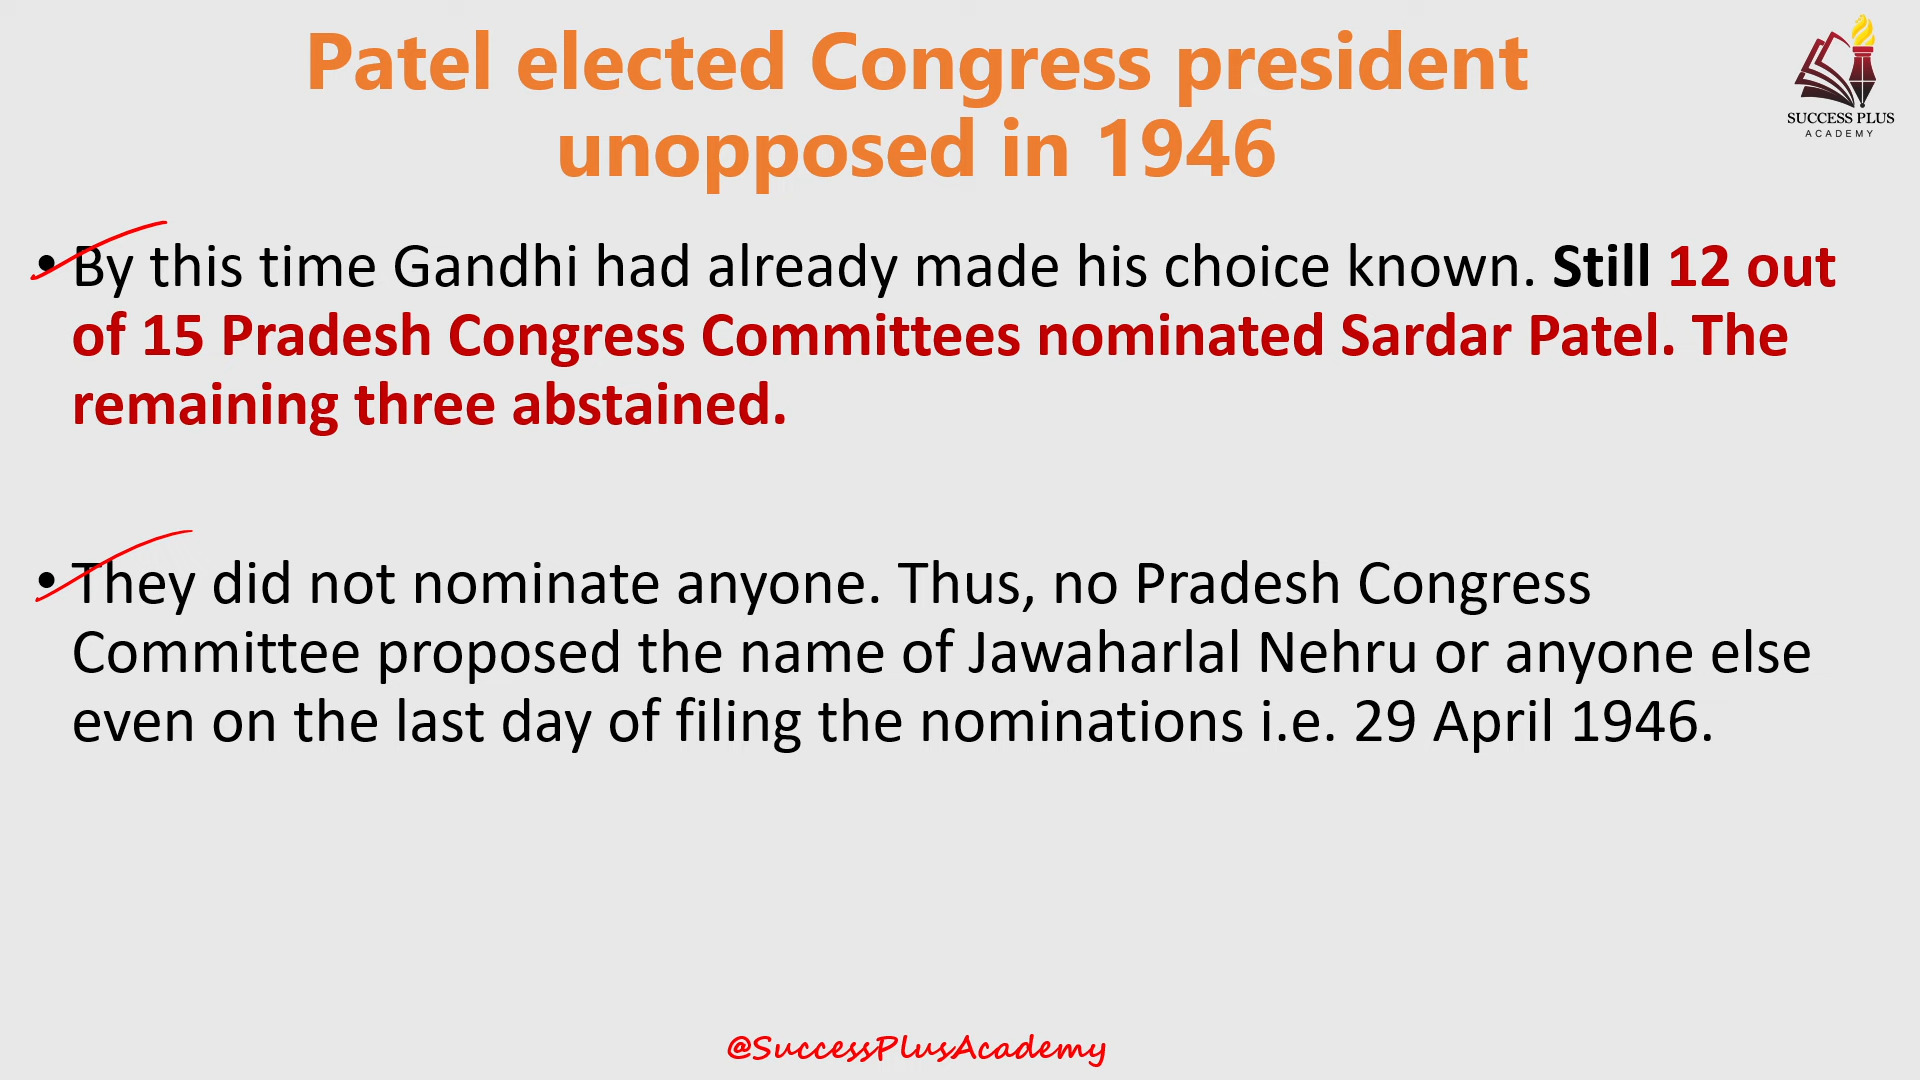 Patel elected Congress president
unopposed in 1946
SUCCESS PLUS
ACADEMY
• By this time Gandhi had already made his choice known. Still 12 out
of 15 Pradesh Congress Committees nominated Sardar Patel. The
remaining three abstained.
• They did not nominate anyone. Thus, no Pradesh Congress
Committee proposed the name of Jawaharlal Nehru or anyone else
even on the last day of filing the nominations i.e. 29 April 1946.
@SuccessPlusAcademy